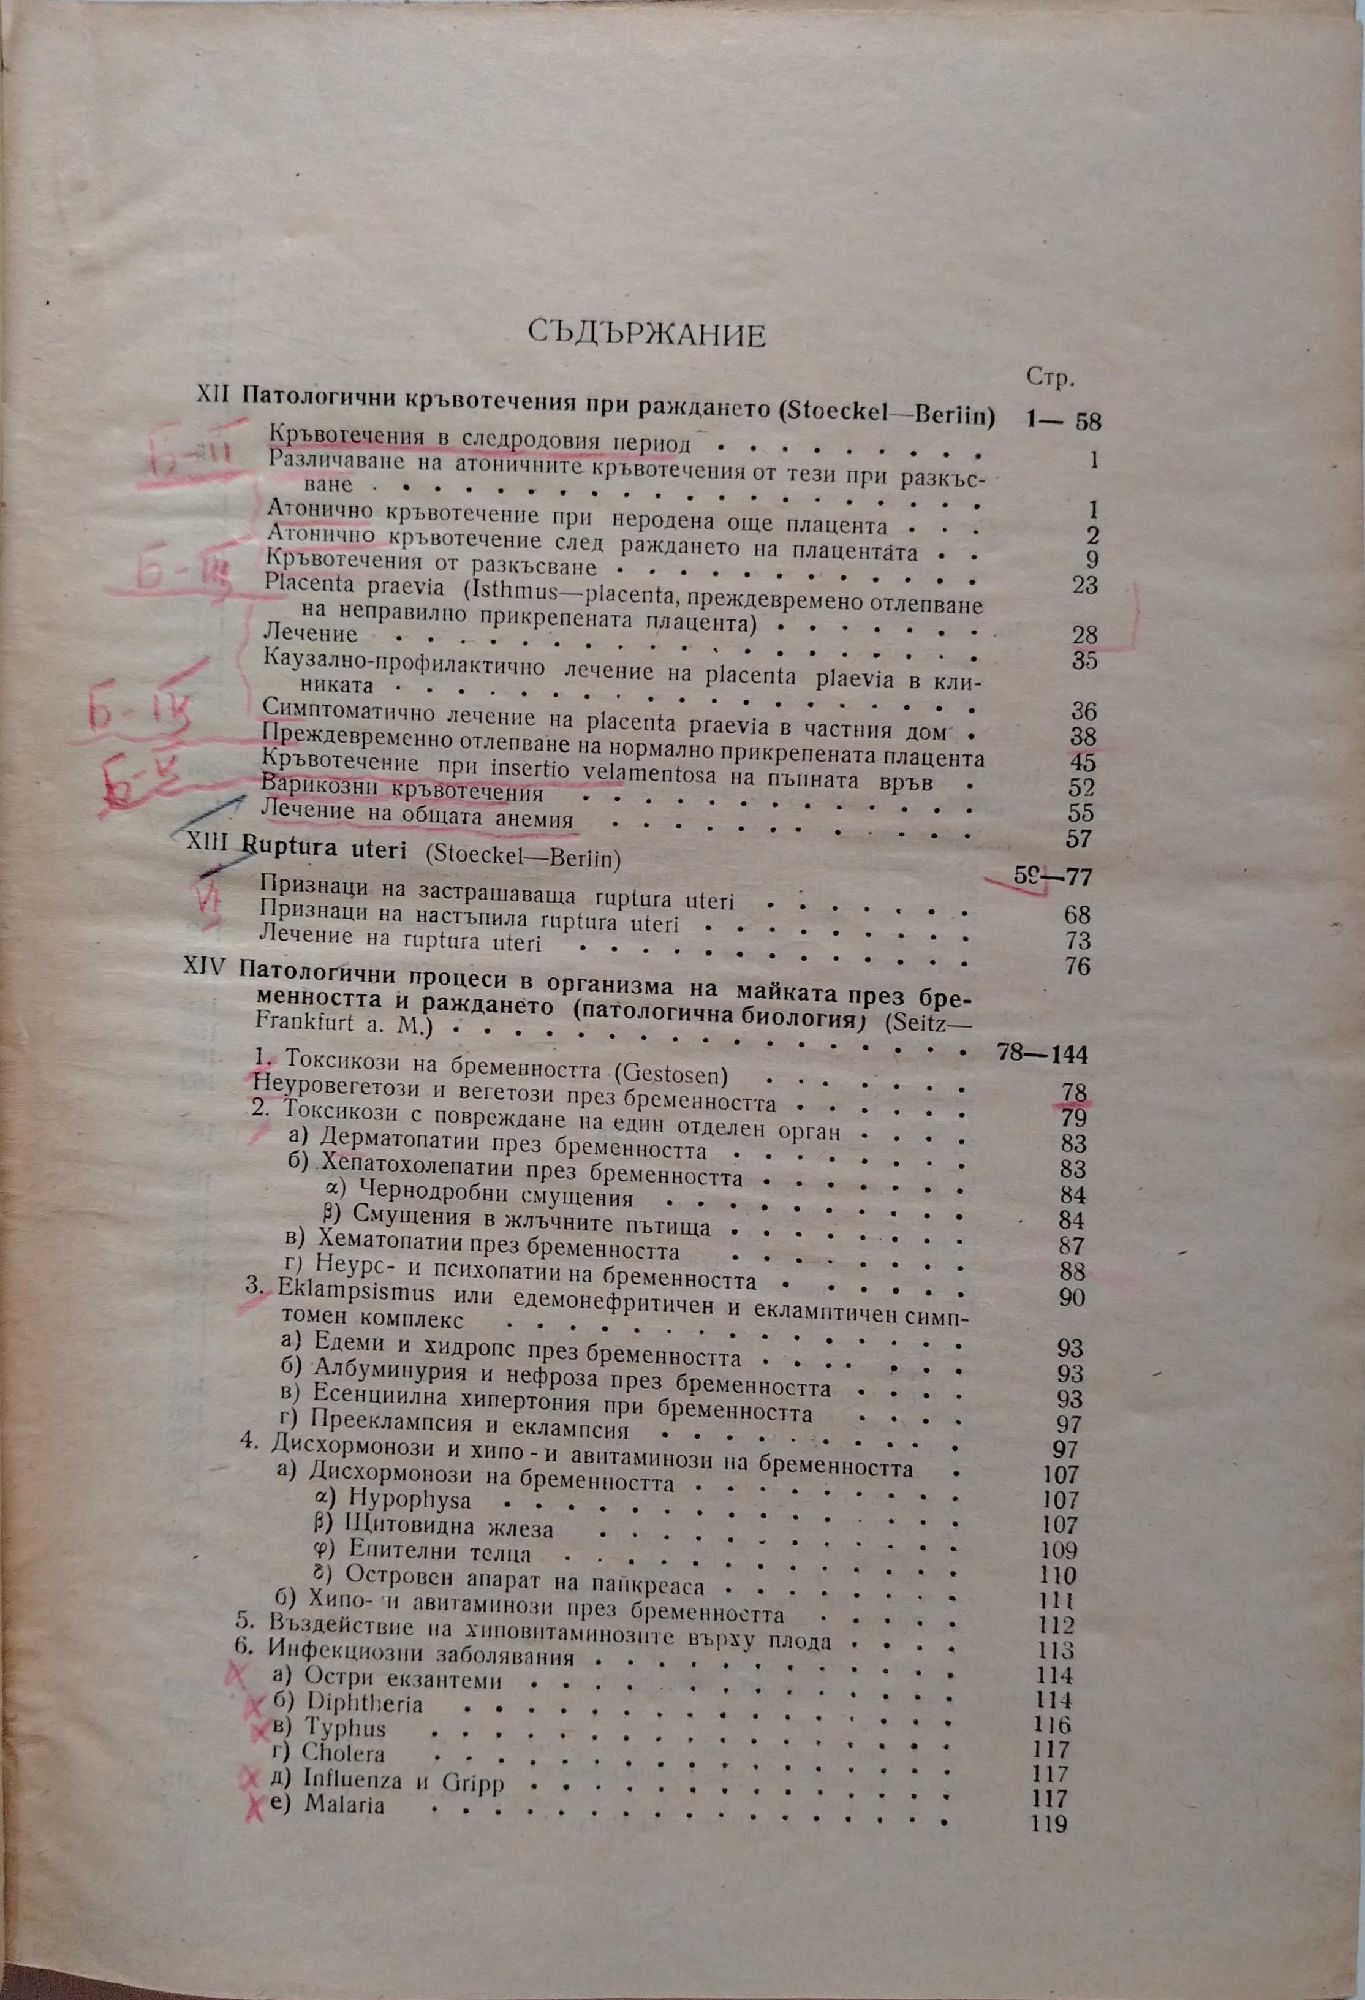 СЪДЪРЖАНИЕ
Стр.
XII Патологични кръвотечения при раждането (Stoeckel—Berlin) 1— 58
Б-II
Кръвотечения в следродовия период . . . . . . . . . 1
Различаване на атоничните кръвотечения от тези при разкъс-
ване . . . . . . . . . . . . . . . . . . . 1
Атонично кръвотечение при неродена още плацента . . . 2
Атонично кръвотечение след раждането на плацентата . . 9
Кръвотечения от разкъсване . . . . . . . . . . . . 23
Placenta praevia (Isthmus—placenta, преждевремено отлепване
на неправилно прикрепената плацента) . . . . . . . 28
Лечение . . . . . . . . . . . . . . . . . . . 35
Каузално-профилактично лечение на placenta plaevia в кли-
никата . . . . . . . . . . . . . . . . . . . 36
Симптоматично лечение на placenta praevia в частния дом . 38
Преждевременно отлепване на нормално прикрепената плацента 45
Кръвотечение при insertio velamentosa на пъпната връв . 52
Варикозни кръвотечения . . . . . . . . . . . . . 55
Лечение на общата анемия . . . . . . . . . . . . 57
XIII Ruptura uteri (Stoeckel—Berlin) 59—77
Признаци на застрашаваща ruptura uteri . . . . . . . 68
Признаци на настъпила ruptura uteri . . . . . . . . . 73
Лечение на ruptura uteri . . . . . . . . . . . . . 76
XIV Патологични процеси в организма на майката през бре-
менността и раждането (патологична биология) (Seitz—
Frankfurt a. M.) . . . . . . . . . . . . . . . . . 78—144
1. Токсикози на бременността (Gestosen) . . . . . . . 78
Неуровегетози и вегетози през бременността . . . . . . 79
2. Токсикози с повреждане на един отделен орган . . . . 83
а) Дерматопатии през бременността . . . . . . . . 83
б) Хепатохолепатии през бременността . . . . . . . 84
α) Чернодробни смущения . . . . . . . . . . 84
β) Смущения в жлъчните пътища . . . . . . . . 87
в) Хематопатии през бременността . . . . . . . . 88
г) Неуро- и психопатии на бременността . . . . . . 90
3. Eklampsismus или едемонефритичен и екламптичен симп-
томен комплекс . . . . . . . . . . . . . . . 93
а) Едеми и хидропс през бременността . . . . . . . 93
б) Албуминурия и нефроза през бременността . . . . 93
в) Есенциилна хипертония при бременността . . . . 97
г) Прееклампсия и еклампсия . . . . . . . . . . 97
4. Дисхормонози и хипо - и авитаминози на бременността . 107
а) Дисхормонози на бременността . . . . . . . . . 107
α) Hypophysa . . . . . . . . . . . . . . . 107
β) Щитовидна жлеза . . . . . . . . . . . . 109
φ) Епителни телца . . . . . . . . . . . . . 110
δ) Островен апарат на панкреаса . . . . . . . . 111
б) Хипо- и авитаминози през бременността . . . . . 112
5. Въздействие на хиповитаминозите върху плода . . . . 113
6. Инфекциозни заболявания . . . . . . . . . . . . 114
а) Остри екзантеми . . . . . . . . . . . . . . 114
б) Diphtheria . . . . . . . . . . . . . . . . 116
в) Typhus . . . . . . . . . . . . . . . . . 117
г) Cholera . . . . . . . . . . . . . . . . . 117
д) Influenza и Gripp . . . . . . . . . . . . . . 117
е) Malaria . . . . . . . . . . . . . . . . . 119